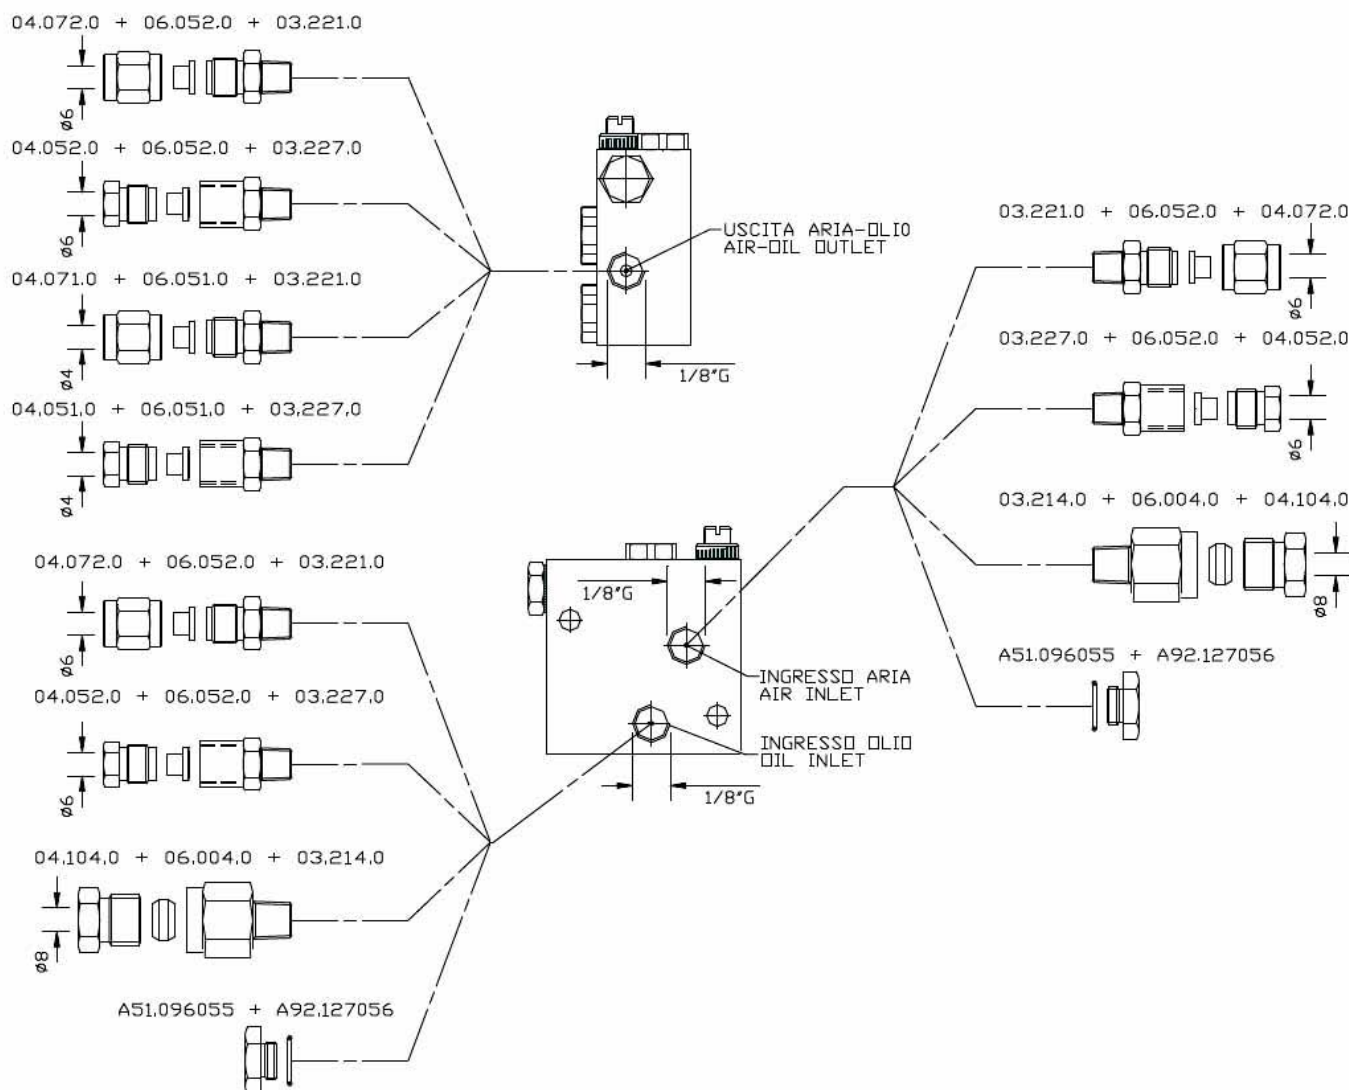 04.072.0 + 06.052.0 + 03.221.0
ø6
04.052.0 + 06.052.0 + 03.227.0
ø6
04.071.0 + 06.051.0 + 03.221.0
ø4
04.051.0 + 06.051.0 + 03.227.0
ø4
USCITA ARIA-OLIO
AIR-OIL OUTLET
1/8"G
03.221.0 + 06.052.0 + 04.072.0
ø6
03.227.0 + 06.052.0 + 04.052.0
ø6
03.214.0 + 06.004.0 + 04.104.0
ø8
A51.096055 + A92.127056
1/8"G
INGRESSO ARIA
AIR INLET
INGRESSO OLIO
OIL INLET
1/8"G
04.072.0 + 06.052.0 + 03.221.0
ø6
04.052.0 + 06.052.0 + 03.227.0
ø6
04.104.0 + 06.004.0 + 03.214.0
ø8
A51.096055 + A92.127056